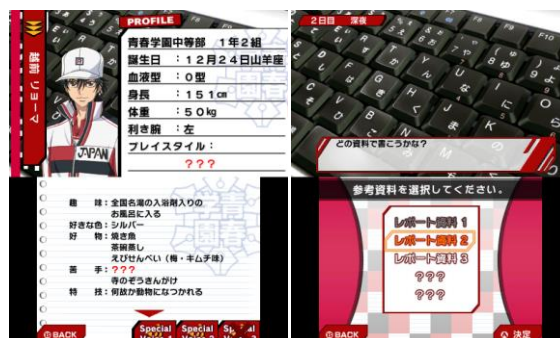 PROFILE
越前 リョーマ
青春学園中等部 1年2組
誕生日：12月24日山羊座
血液型：O型
身長：151cm
体重：50kg
利き腕：左
プレイスタイル：
???
JAPAN
趣 味：全国名湯の入浴剤入りの
お風呂に入る
好きな色：シルバー
好 物：焼き魚
茶碗蒸し
えびせんべい（梅・キムチ味）
苦 手：???
寺のぞうきんがけ
特 技：何故か動物になつかれる
BACK
Special
Special
2日目 深夜
どの資料で書こうかな？
参考資料を選択してください。
レポート資料 1
レポート資料 2
レポート資料 3
???
???
BACK
決定